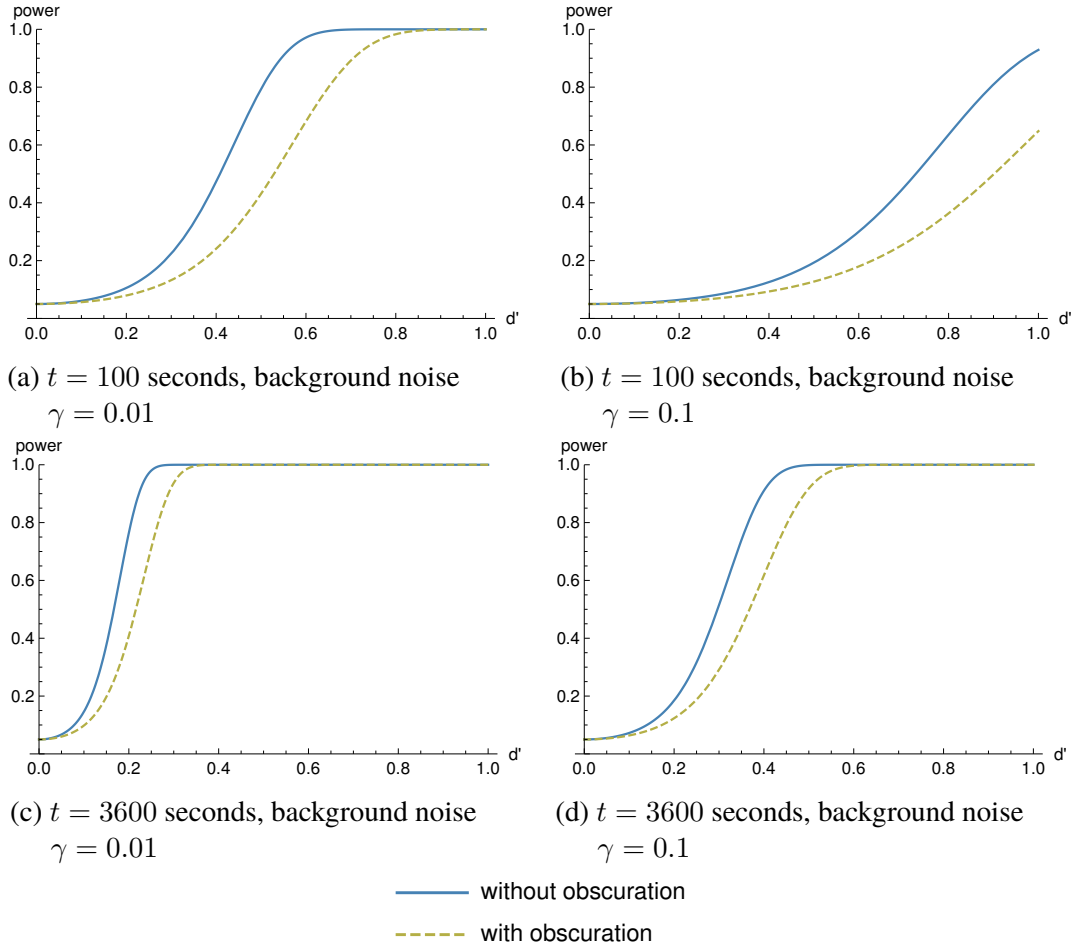 power
power
1.0
1.0
0.8
0.8
0.6
0.6
0.4
0.4
0.2
0.2
0.0 0.2 0.4 0.6 0.8 1.0 d'
0.0 0.2 0.4 0.6 0.8 1.0 d'
(a) t = 100 seconds, background noise
γ = 0.01
(b) t = 100 seconds, background noise
γ = 0.1
power
power
1.0
1.0
0.8
0.8
0.6
0.6
0.4
0.4
0.2
0.2
0.0 0.2 0.4 0.6 0.8 1.0 d'
0.0 0.2 0.4 0.6 0.8 1.0 d'
(c) t = 3600 seconds, background noise
γ = 0.01
(d) t = 3600 seconds, background noise
γ = 0.1
without obscuration
with obscuration